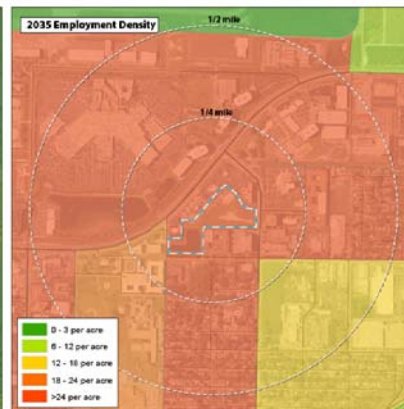 2035 Employment Density
1/2 mile
1/4 mile
0 - 3 per acre
6 - 12 per acre
12 - 18 per acre
18 - 24 per acre
>24 per acre